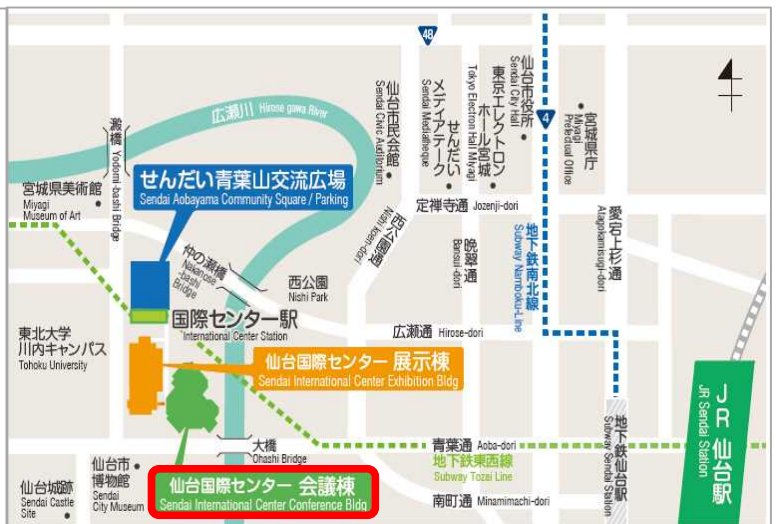 48
4
広瀬川 Hirose gawa River
澱橋 Yodomi-bashi Bridge
仙台市民会館
Sendai Civic Auditorium
せんだい
メディアテーク
Sendai Mediatheque
東京エレクトロン
ホール宮城
Tokyo Electron Hall Miyagi
仙台市役所
Sendai City Hall
宮城県庁
Miyagi
Prefectual Office
宮城県美術館
Miyagi
Museum of Art
せんだい青葉山交流広場
Sendai Aobayama Community Square / Parking
定禅寺通 Jozenji-dori
西公園通
Nishi koen-dori
晩翠通
Bansui-dori
地下鉄南北線
Subway Namboku-Line
愛宕上杉通
Atagokamisugi-dori
仲の瀬橋
Nakanose
-bashi
Bridge
西公園
Nishi Park
国際センター駅
International Center Station
広瀬通 Hirose-dori
東北大学
川内キャンパス
Tohoku University
仙台国際センター 展示棟
Sendai International Center Exhibition Bldg
JR 仙台駅
JR Sendai Station
地下鉄仙台駅
Subway Sendai Station
大橋
Ohashi Bridge
青葉通 Aoba-dori
地下鉄東西線
Subway Tozai Line
仙台城跡
Sendai Castle
Site
仙台市
博物館
Sendai
City Museum
仙台国際センター 会議棟
Sendai International Center Conference Bldg
南町通 Minamimachi-dori